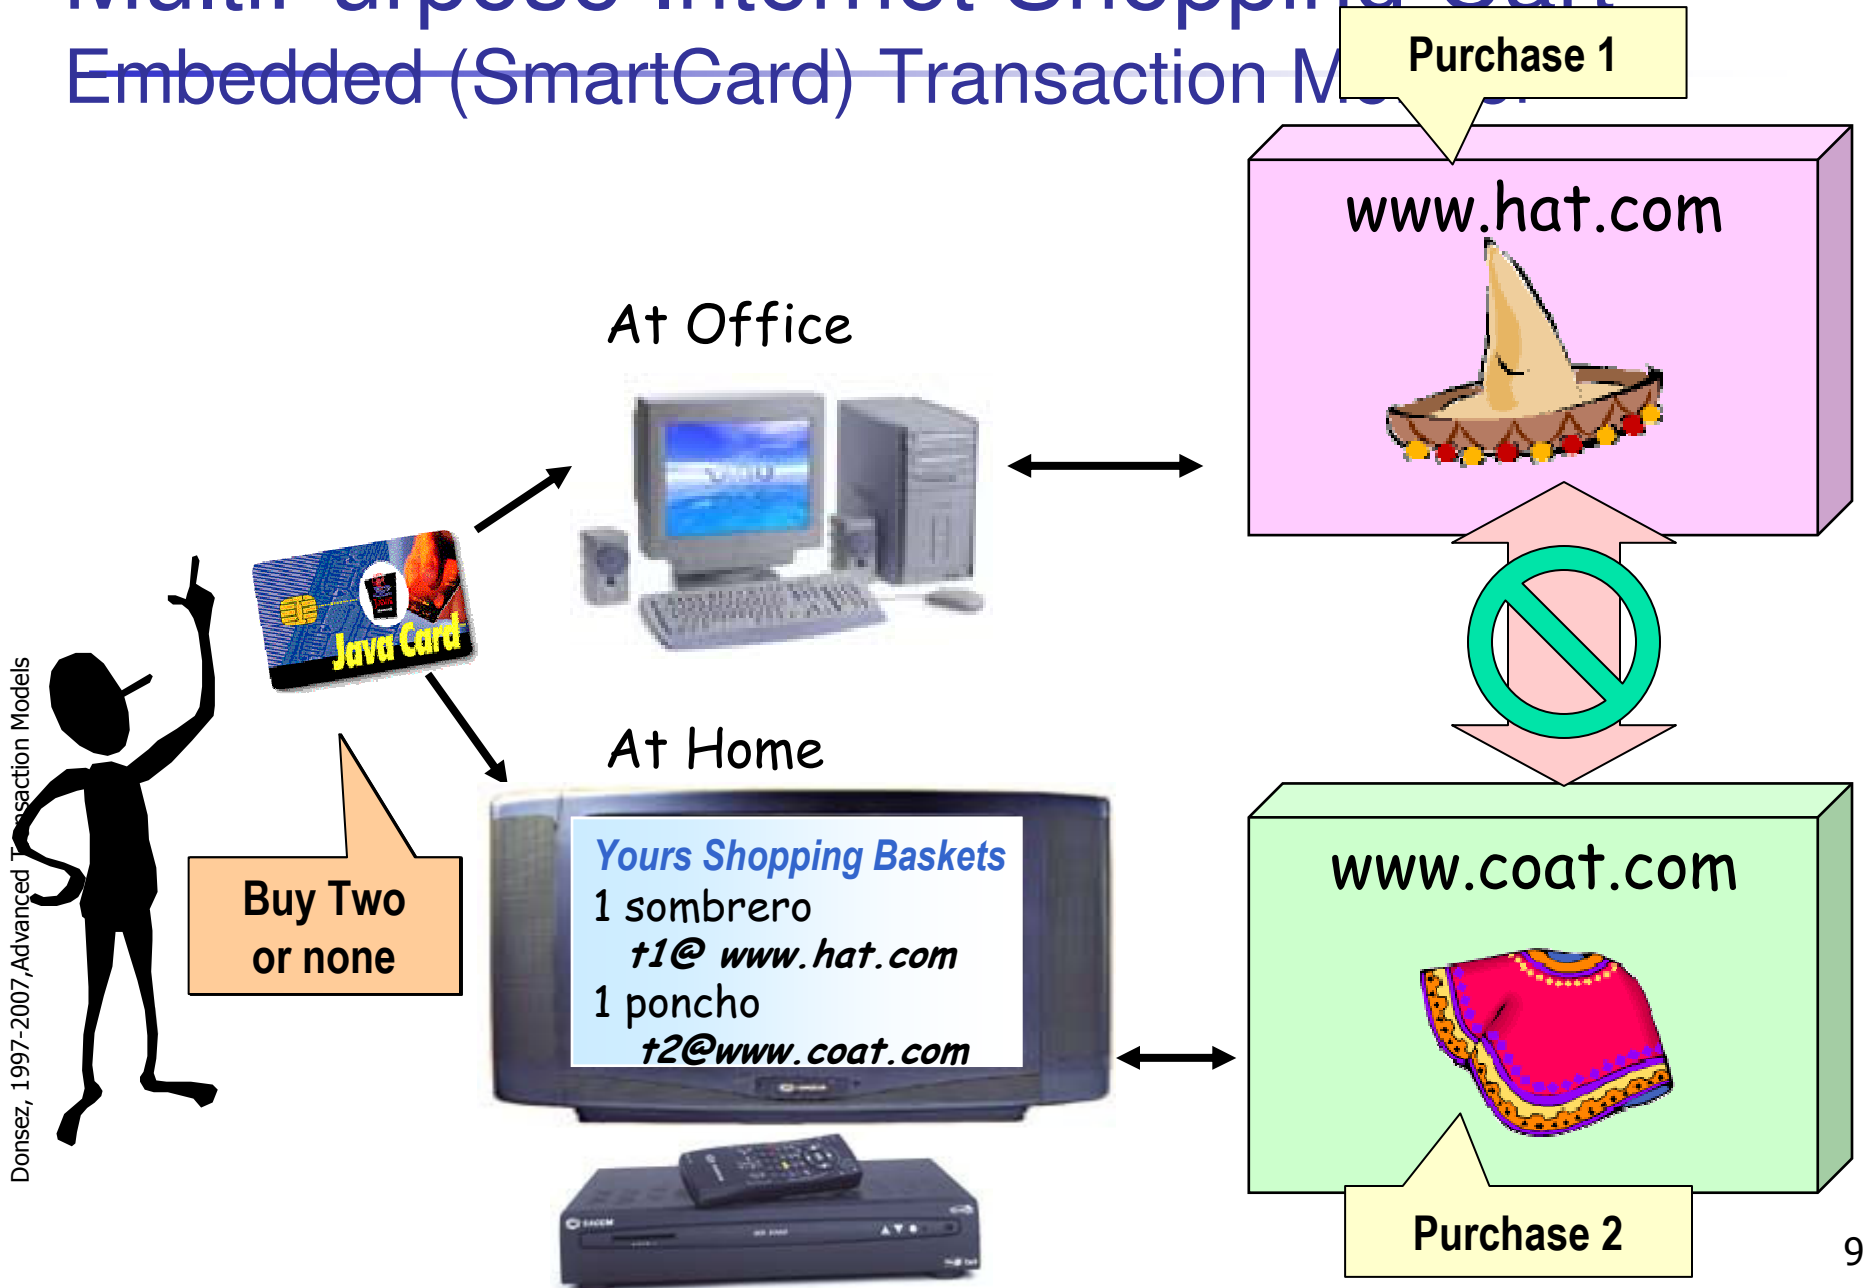 Embedded (SmartCard) Transaction
Purchase 1
www.hat.com
At Office
Java Card
At Home
Yours Shopping Baskets
1 sombrero
t1@ www.hat.com
1 poncho
t2@www.coat.com
Buy Two
or none
www.coat.com
Purchase 2
SAGEM
Donsez, 1997-2007,Advanced Models
9